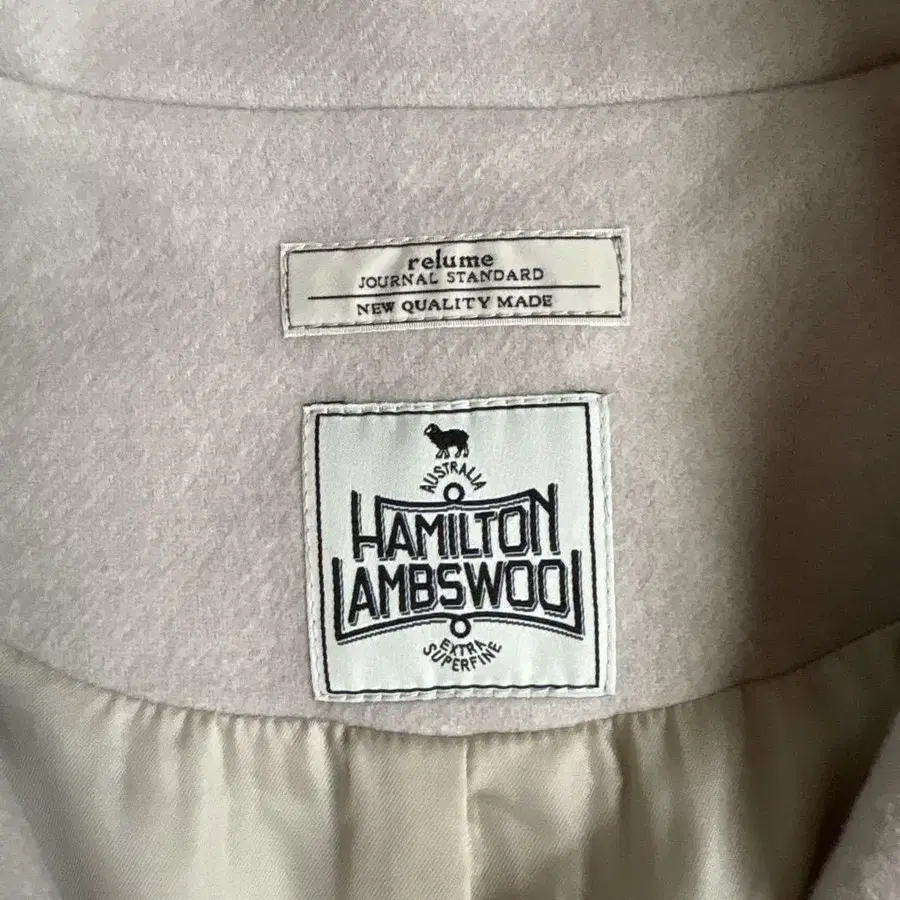 relume
JOURNAL STANDARD
NEW QUALITY MADE
AUSTRALIA
HAMILTON
LAMBSWOOL
EXTRA
SUPERFINE